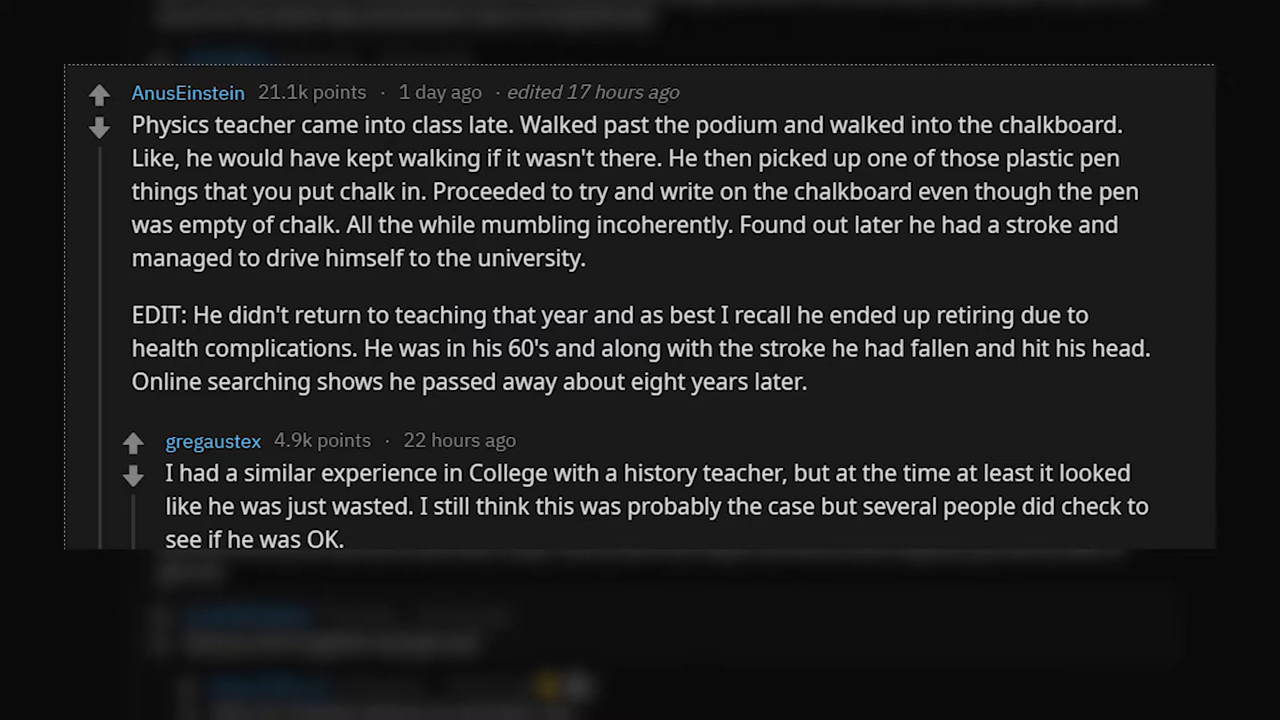 AnusEinstein 21.1k points · 1 day ago · edited 17 hours ago
Physics teacher came into class late. Walked past the podium and walked into the chalkboard.
Like, he would have kept walking if it wasn't there. He then picked up one of those plastic pen
things that you put chalk in. Proceeded to try and write on the chalkboard even though the pen
was empty of chalk. All the while mumbling incoherently. Found out later he had a stroke and
managed to drive himself to the university.
EDIT: He didn't return to teaching that year and as best I recall he ended up retiring due to
health complications. He was in his 60's and along with the stroke he had fallen and hit his head.
Online searching shows he passed away about eight years later.
gregaustex 4.9k points · 22 hours ago
I had a similar experience in College with a history teacher, but at the time at least it looked
like he was just wasted. I still think this was probably the case but several people did check to
see if he was OK.